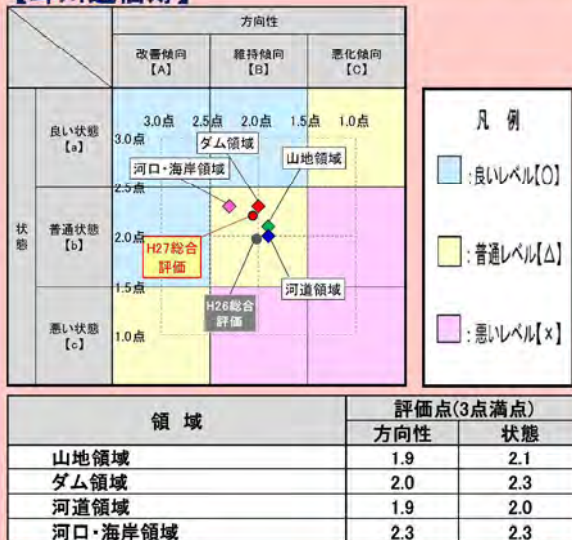 方向性
改善傾向
【A】
維持傾向
【B】
悪化傾向
【C】
状態
良い状態
【a】
普通状態
【b】
悪い状態
【c】
3.0点 2.5点 2.0点 1.5点 1.0点
3.0点
2.5点
2.0点
1.5点
1.0点
ダム領域
河口・海岸領域
山地領域
H27総合
評価
H26総合
評価
河道領域
凡 例
:良いレベル【○】
:普通レベル【△】
:悪いレベル【×】
領 域 評価点(3点満点)
方向性 状態
山地領域 1.9 2.1
ダム領域 2.0 2.3
河道領域 1.9 2.0
河口・海岸領域 2.3 2.3